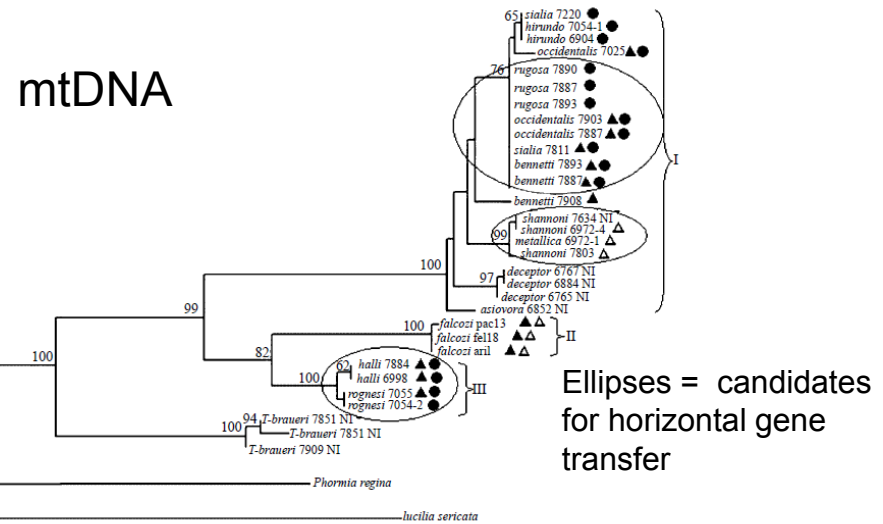 mtDNA
65
sialia 7220
hirundo 7054-1
hirundo 6904
occidentalis 7025
76
rugosa 7890
rugosa 7887
rugosa 7893
occidentalis 7903
occidentalis 7887
sialia 7811
bennetti 7893
bennetti 7887
I
bennetti 7908
shannoni 7634 NI
shannoni 6972-4
99
metallica 6972-1
shannoni 7803
100
97
deceptor 6767 NI
deceptor 6884 NI
deceptor 6765 NI
asiovora 6852 NI
99
100
falcozi pac13
falcozi fel18
II
falcozi aril
82
100
100
62
halli 7884
halli 6998
III
rognesi 7055
rognesi 7054-2
Ellipses = candidates
for horizontal gene
transfer
100
94
T-braueri 7851 NI
T-braueri 7851 NI
T-braueri 7909 NI
Phormia regina
lucilia sericata